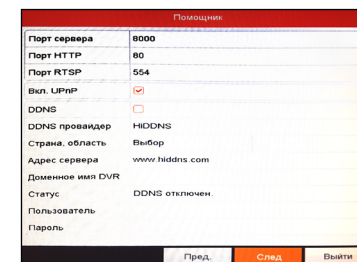 Помощник
Порт сервера 8000
Порт HTTP 80
Порт RTSP 554
Вкл. UPnP
DDNS
DDNS провайдер HiDDNS
Страна, область Выбор
Адрес сервера www.hiddns.com
Доменное имя DVR
Статус DDNS отключен.
Пользователь
Пароль
Пред. След Выйти